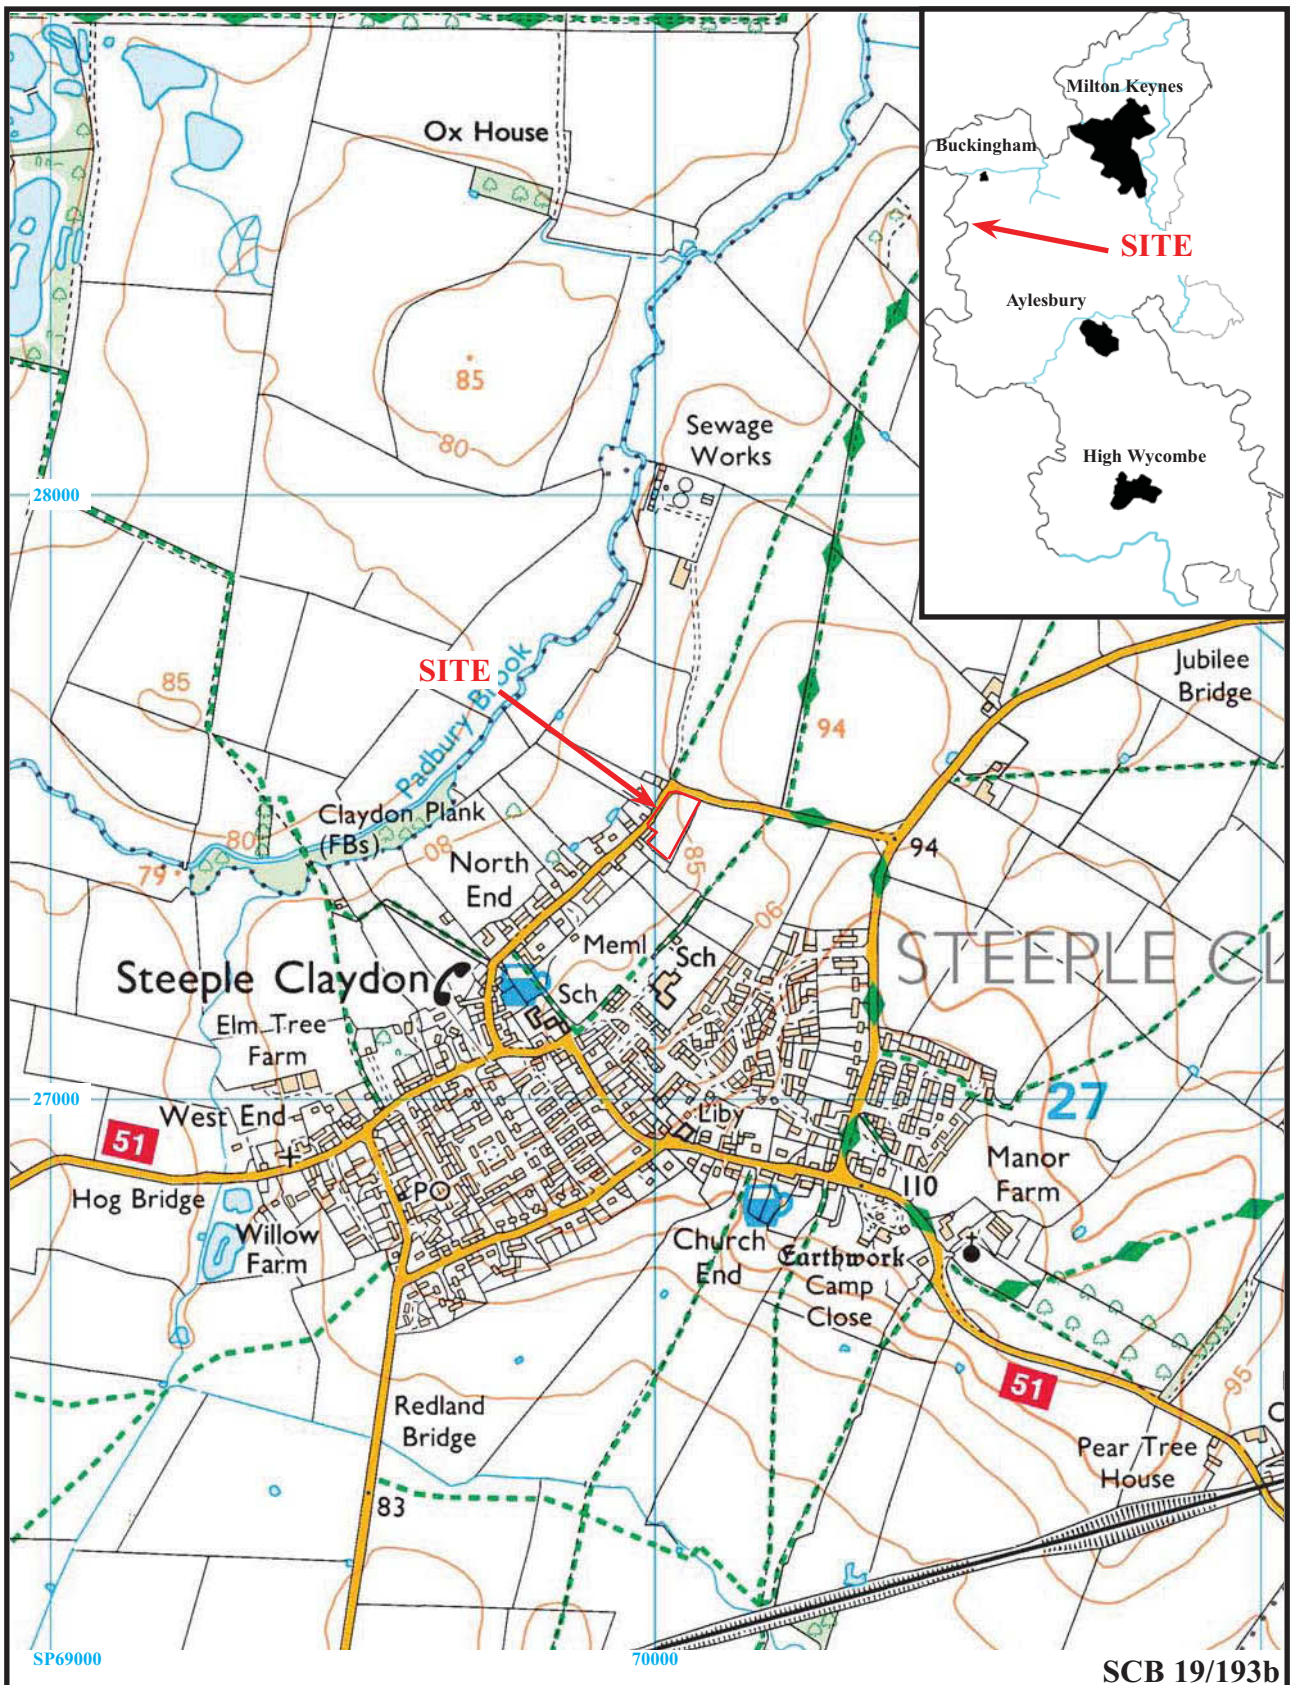 Milton Keynes
Buckingham
SITE
Aylesbury
High Wycombe
Ox House
85
80
Sewage
Works
28000
SITE
Padbury Brook
85
Jubilee
Bridge
94
Claydon Plank
(FBs)
80
80
79
North
End
85
94
90
Meml
Sch
STEEPLE CL
Steeple Claydon
Sch
Elm Tree
Farm
27000
27
West End
Liby
51
Manor
Farm
Hog Bridge
PO
110
Willow
Farm
Church
End
Earthwork
Camp
Close
51
95
Redland
Bridge
Pear Tree
House
83
SP69000
70000
SCB 19/193b